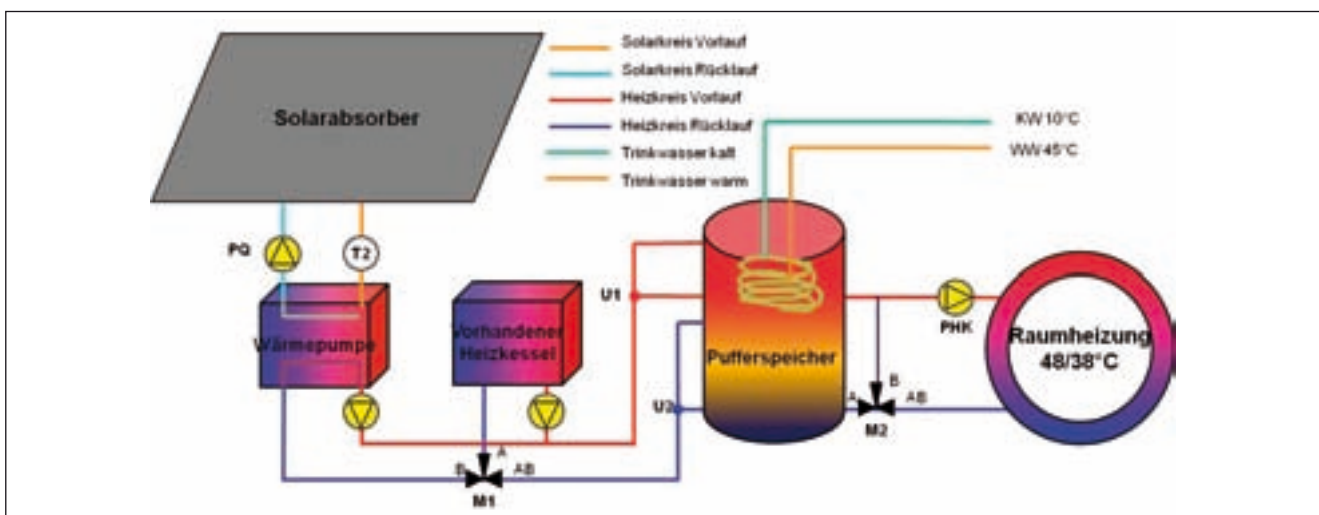 Solarabsorber
Solarkreis Vorlauf
Solarkreis Rücklauf
Heizkreis Vorlauf
Heizkreis Rücklauf
Trinkwasser kalt
Trinkwasser warm
KW 10°C
WW 45°C
PQ
T2
Wärmepumpe
Vorhandener
Heizkessel
U1
U2
Pufferspeicher
PHK
Raumheizung
48/38°C
A
B
AB
M2
A
B
AB
M1